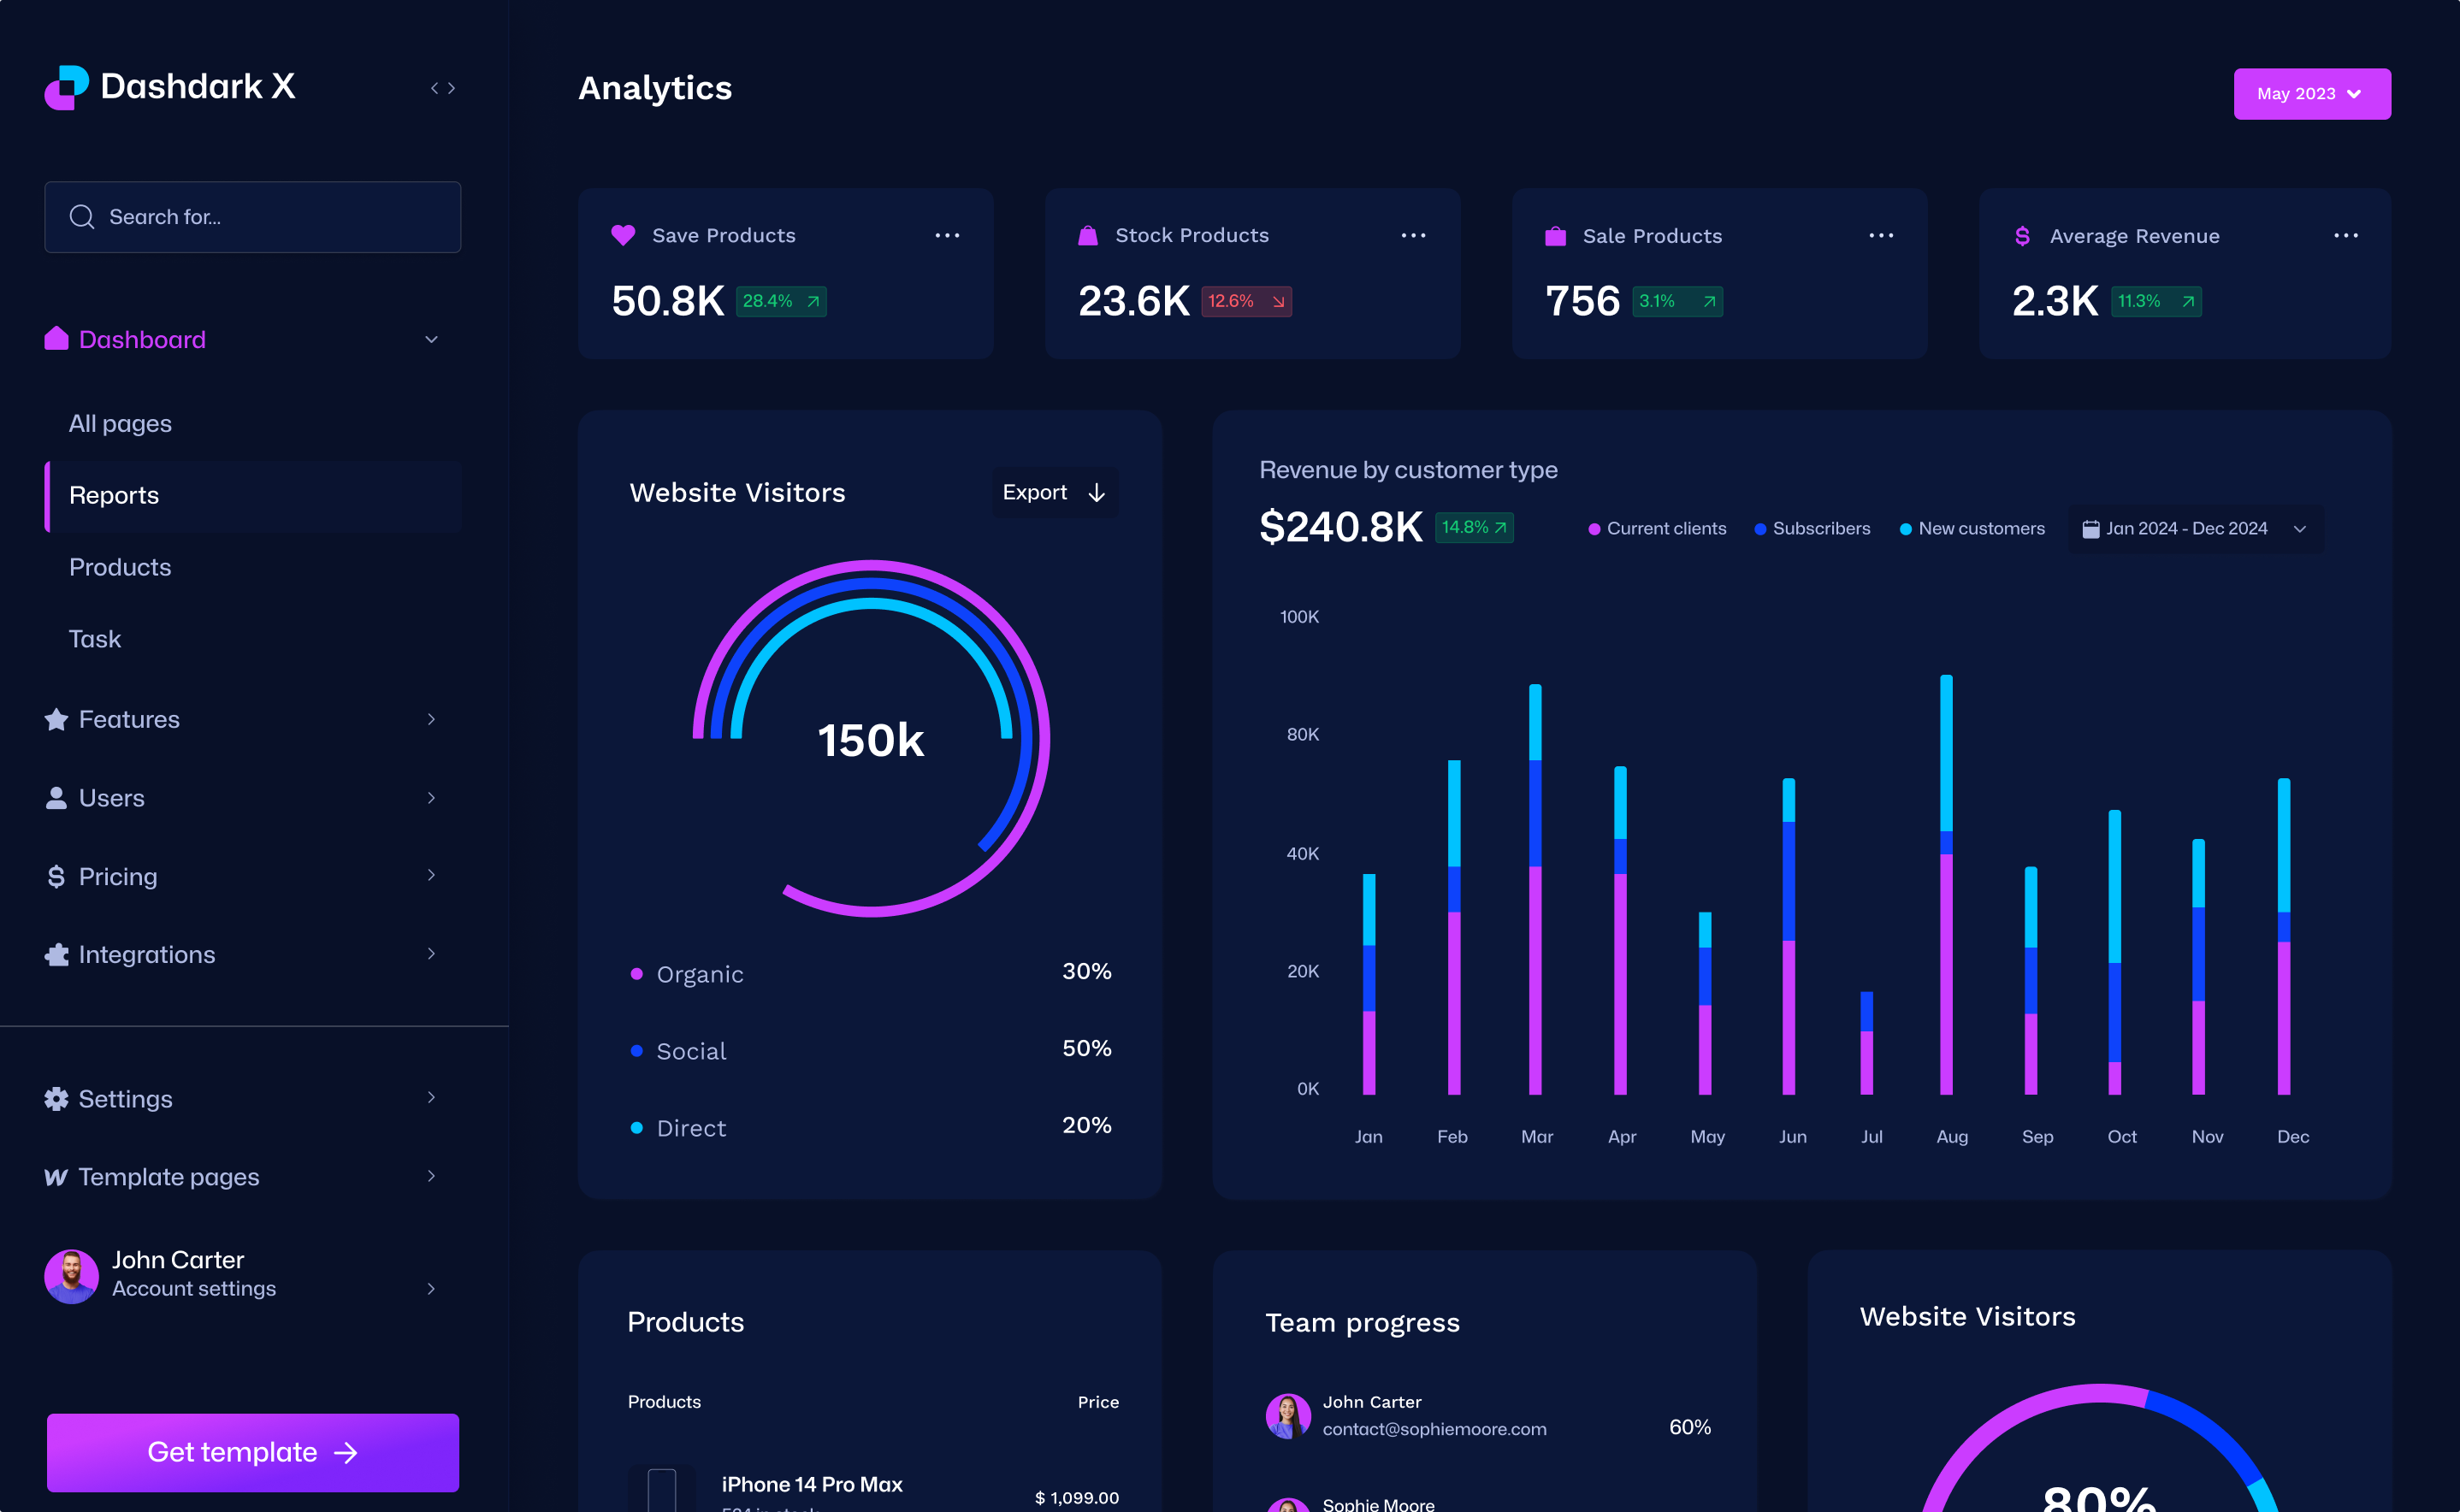 Dashdark X
Search for...
Dashboard
All pages
Reports
Products
Task
Features
Users
Pricing
Integrations
Settings
Template pages
John Carter
Account settings
Get template
Analytics
May 2023
Save Products
50.8K 28.4%
Stock Products
23.6K 12.6%
Sale Products
756 3.1%
Average Revenue
2.3K 11.3%
Website Visitors
Export
150k
Organic 30%
Social 50%
Direct 20%
Revenue by customer type
$240.8K 14.8%
Current clients Subscribers New customers Jan 2024 - Dec 2024
100K
80K
40K
20K
0K
Jan Feb Mar Apr May Jun Jul Aug Sep Oct Nov Dec
Products
Products Price
iPhone 14 Pro Max
$ 1,099.00
Team progress
John Carter
contact@sophiemoore.com
60%
Sophie Moore
Website Visitors
80%